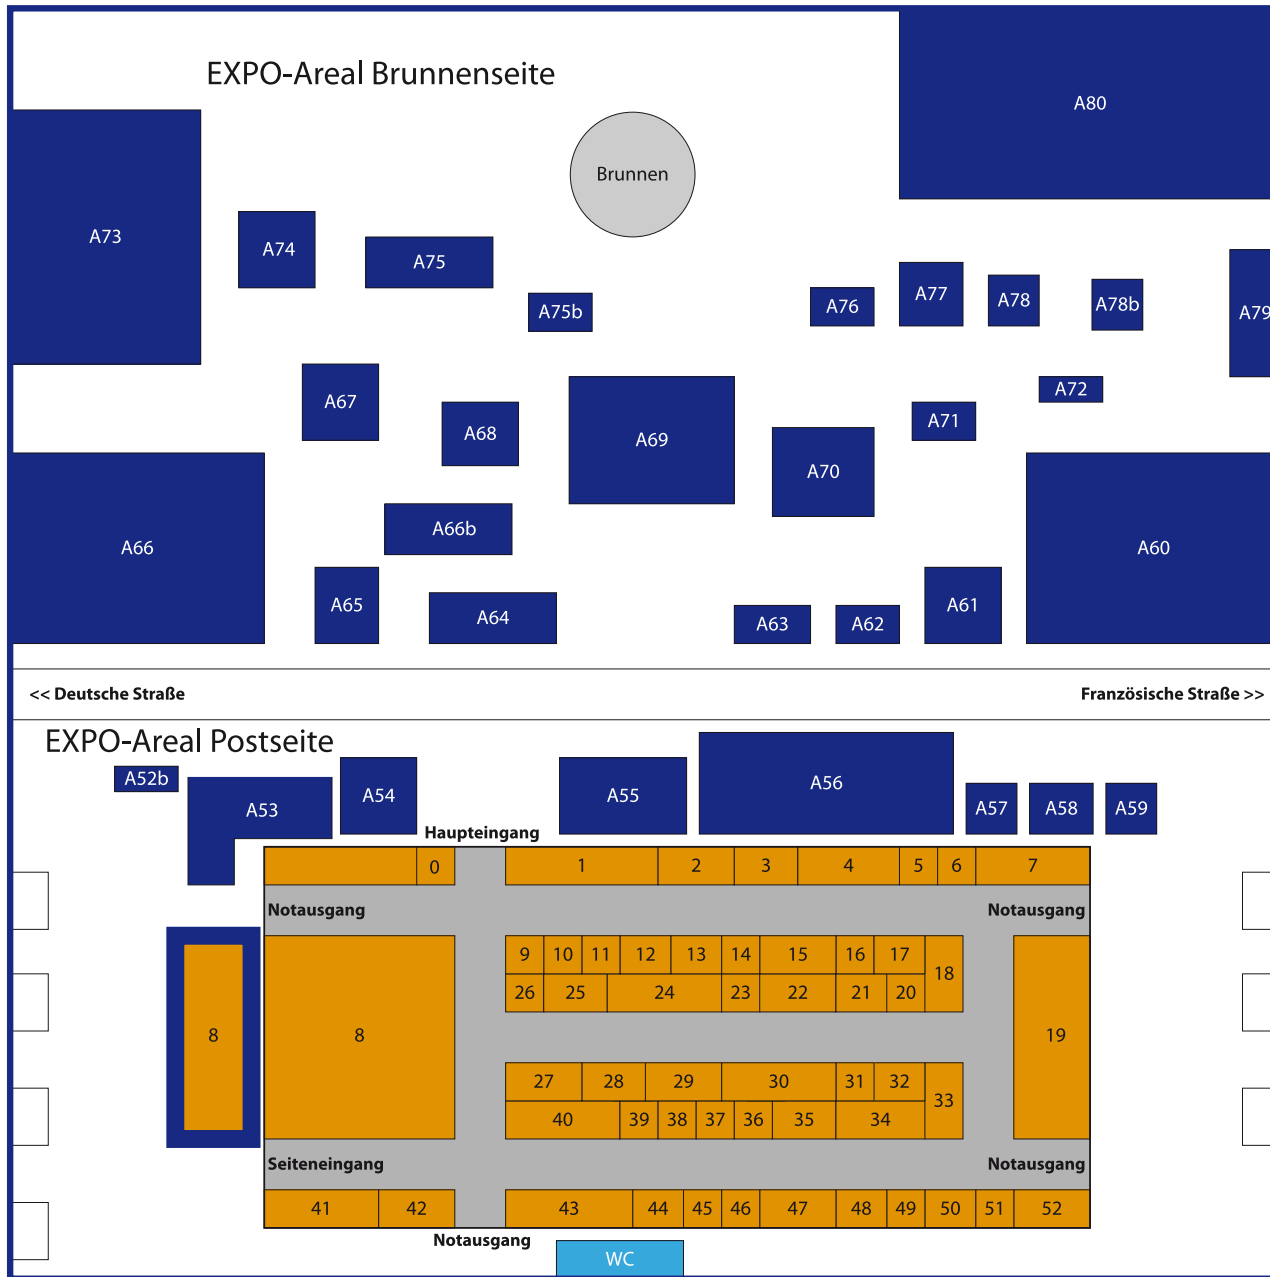 EXPO-Areal Brunnenseite
A80
Brunnen
A73
A74
A75
A75b
A76
A77
A78
A78b
A79
A67
A68
A69
A70
A71
A72
A66
A66b
A60
A65
A64
A63
A62
A61
<< Deutsche Straße
Französische Straße >>
EXPO-Areal Postseite
A52b
A53
A54
A55
A56
A57
A58
A59
Haupteingang
0
1
2
3
4
5
6
7
Notausgang
Notausgang
9
10
11
12
13
14
15
16
17
18
26
25
24
23
22
21
20
8
8
19
27
28
29
30
31
32
33
40
39
38
37
36
35
34
Seiteneingang
Notausgang
41
42
43
44
45
46
47
48
49
50
51
52
Notausgang
WC